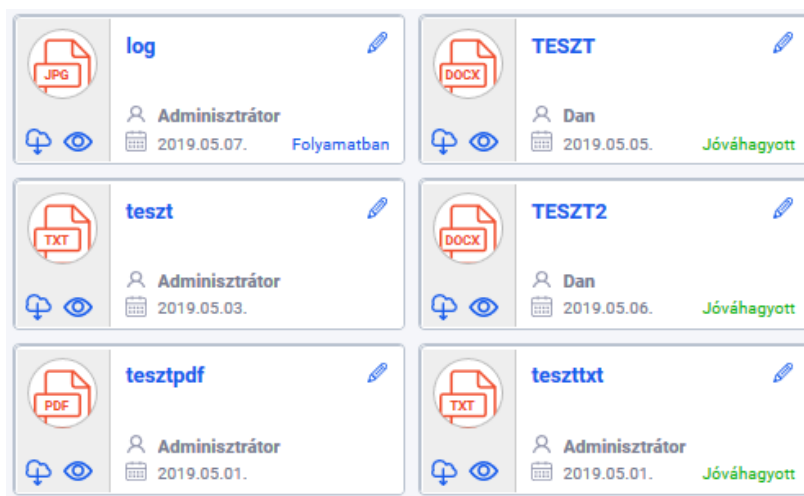 JPG
log
Adminisztrátor
2019.05.07.
Folyamatban
DOCX
TESZT
Dan
2019.05.05.
Jóváhagyott
TXT
teszt
Adminisztrátor
2019.05.03.
DOCX
TESZT2
Dan
2019.05.06.
Jóváhagyott
PDF
tesztpdf
Adminisztrátor
2019.05.01.
TXT
teszttxt
Adminisztrátor
2019.05.01.
Jóváhagyott